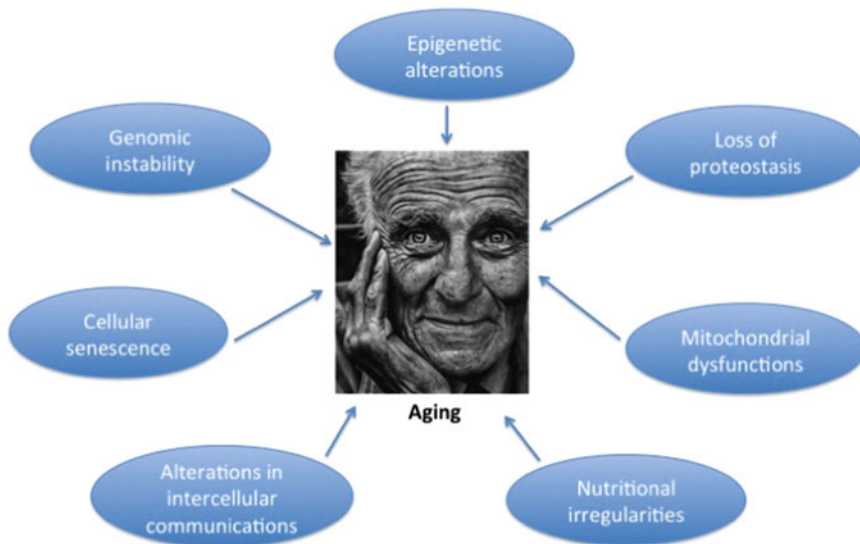 Epigenetic
alterations
Genomic
instability
Loss of
proteostasis
Cellular
senescence
Mitochondrial
dysfunctions
Aging
Alterations in
intercellular
communications
Nutritional
irregularities